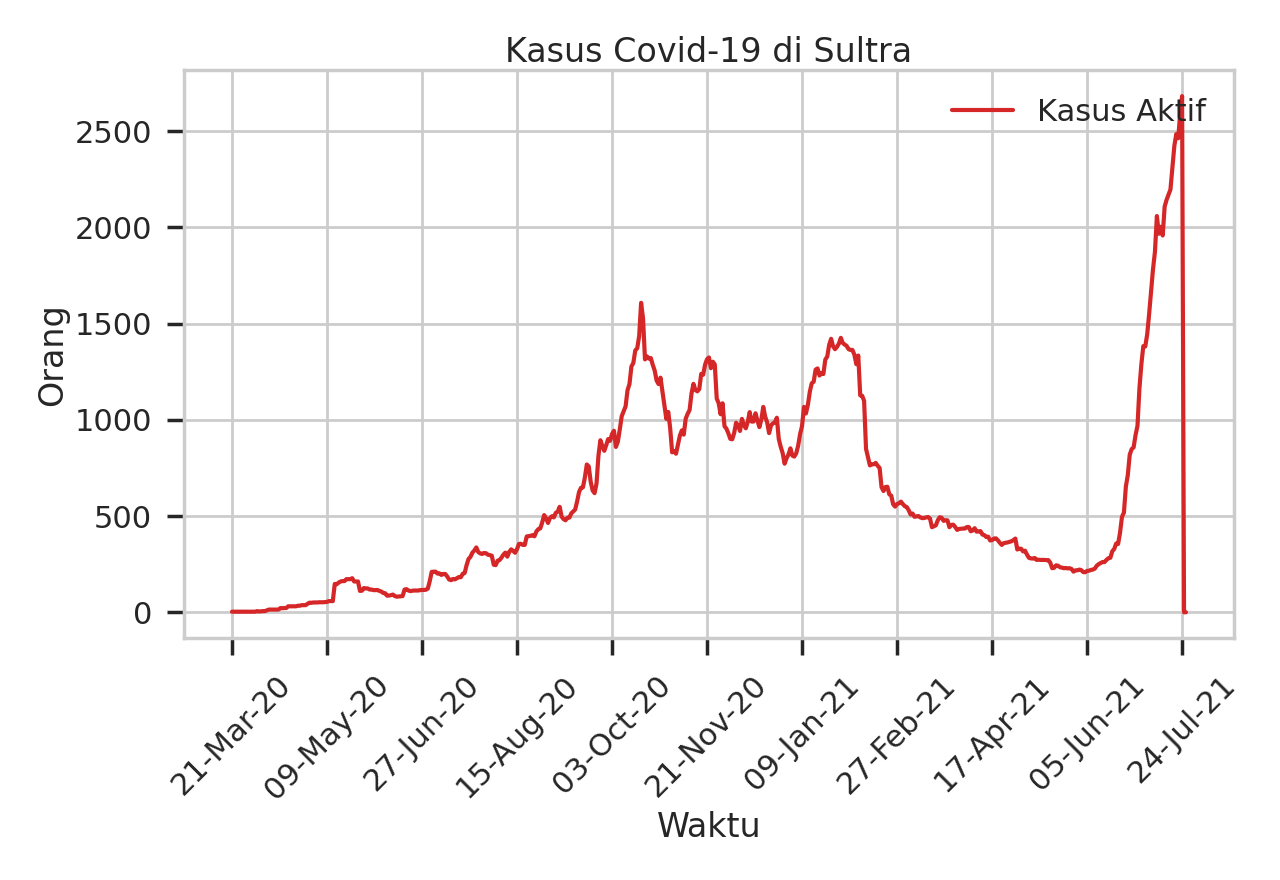 Kasus Covid-19 di Sultra
Kasus Aktif
Orang
2500
2000
1500
1000
500
0
21-Mar-20
09-May-20
27-Jun-20
15-Aug-20
03-Oct-20
21-Nov-20
09-Jan-21
27-Feb-21
17-Apr-21
05-Jun-21
24-Jul-21
Waktu